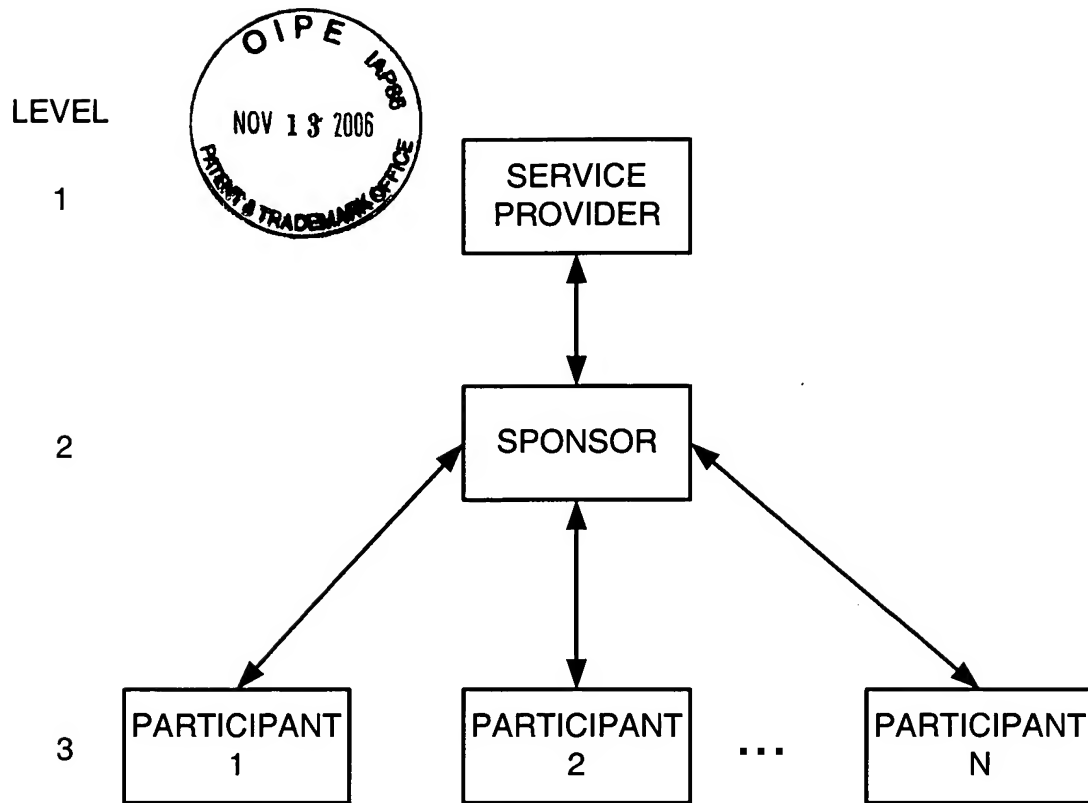 OIPE
IAP86
LEVEL
NOV 13 2006
PATENT & TRADEMARK OFFICE
1
SERVICE
PROVIDER
2
SPONSOR
3
PARTICIPANT
1
PARTICIPANT
2
...
PARTICIPANT
N